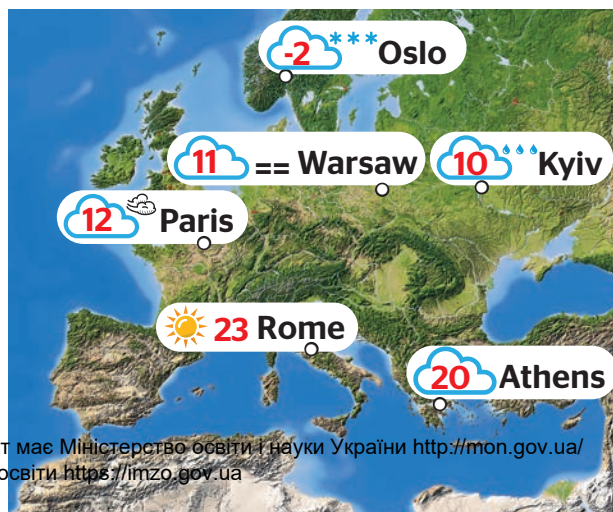 -2 *** Oslo
11 == Warsaw
10 Kyiv
12 Paris
23 Rome
20 Athens
т має Міністерство освіти і науки України http://mon.gov.ua/
освіти https://imzo.gov.ua